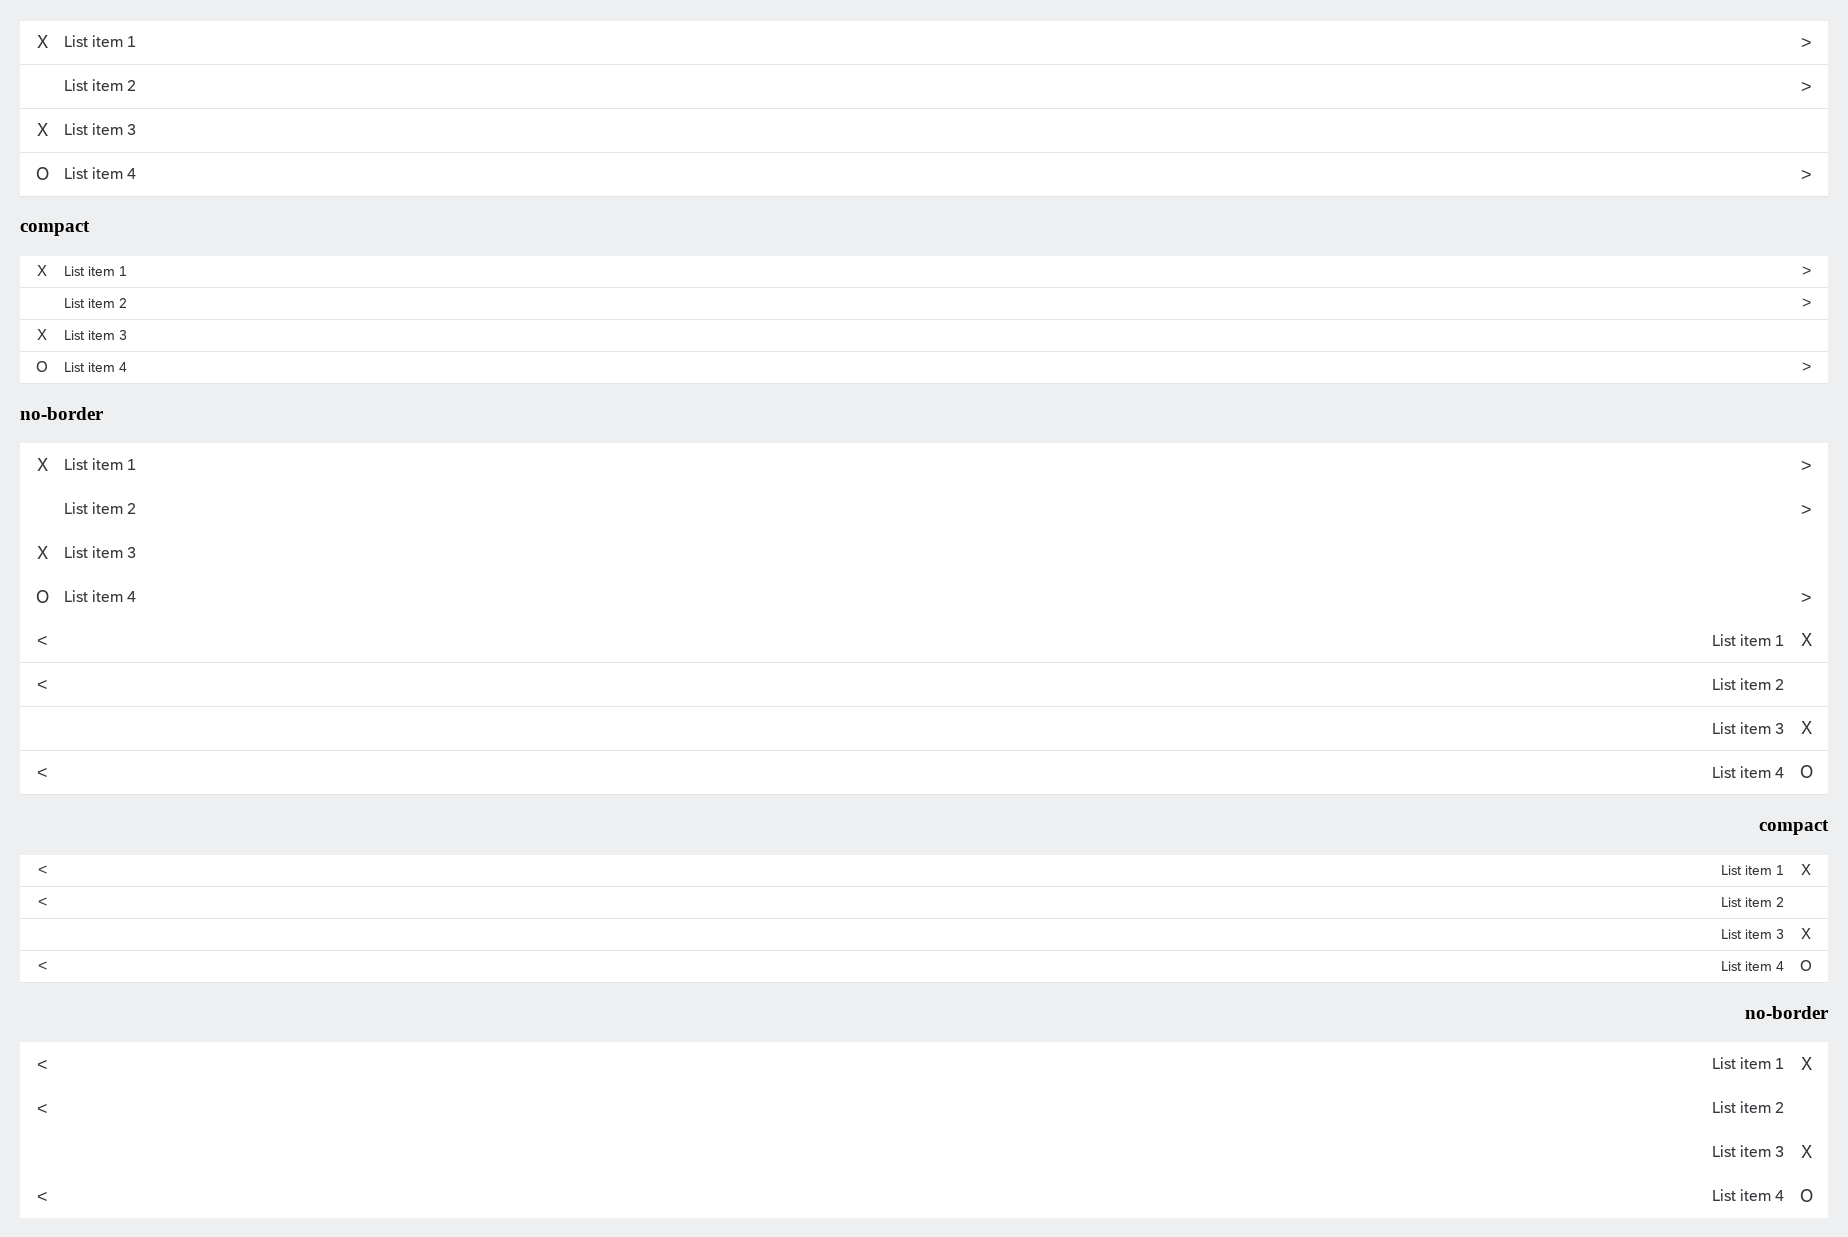 X List item 1 >
List item 2 >
X List item 3
O List item 4 >
compact
X List item 1 >
List item 2 >
X List item 3
O List item 4 >
no-border
X List item 1 >
List item 2 >
X List item 3
O List item 4 >
< List item 1 X
< List item 2
List item 3 X
< List item 4 O
compact
< List item 1 X
< List item 2
List item 3 X
< List item 4 O
no-border
< List item 1 X
< List item 2
List item 3 X
< List item 4 O